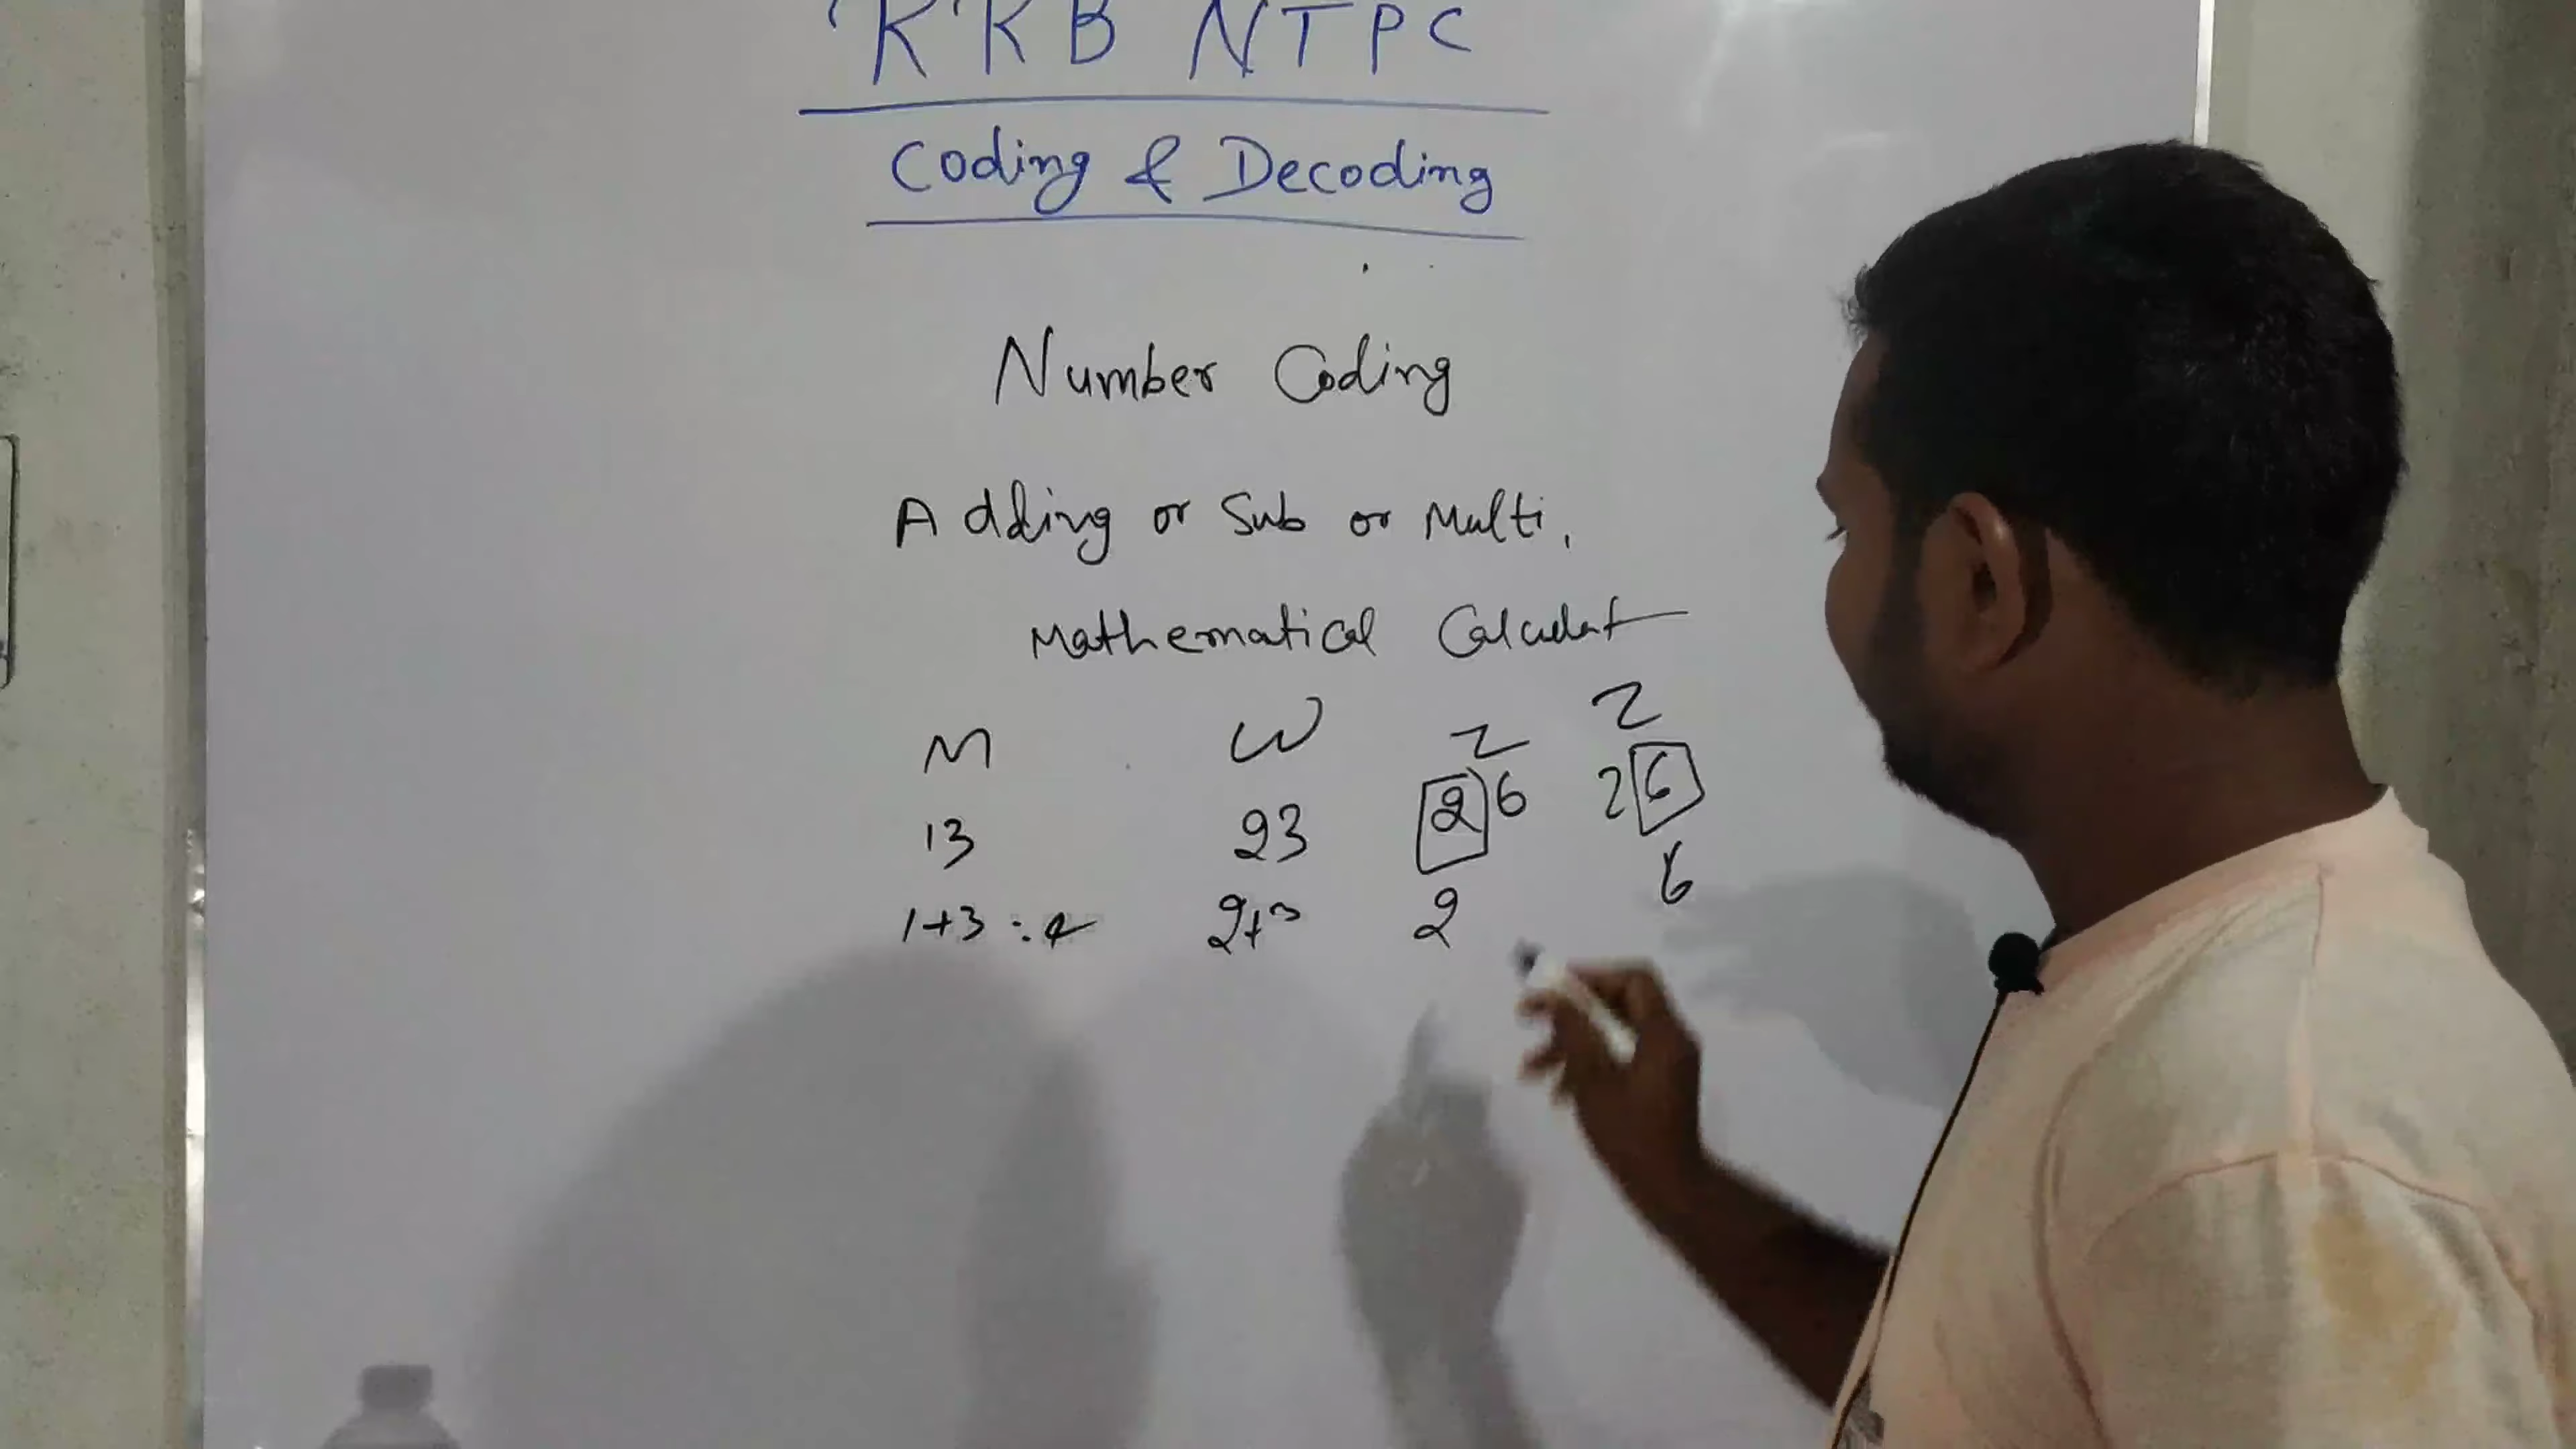 RRB NTPC
Coding & Decoding
Number Coding
Adding or Sub or Multi,
Mathematical Calculat
M W Z Z
13 23 26 26
1+3 : 4 2+3 2 6